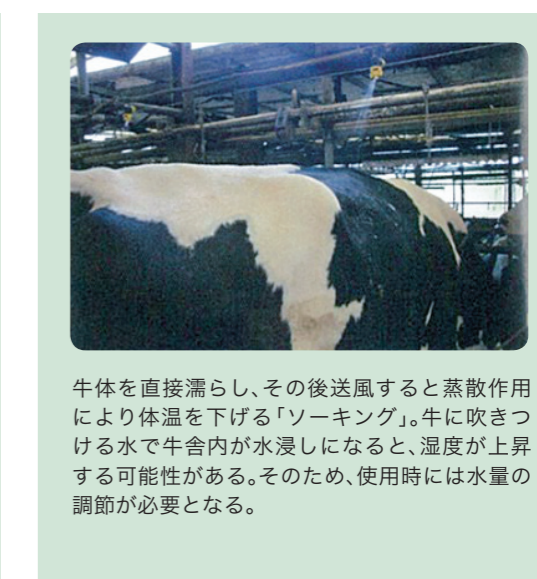 牛体を直接濡らし、その後送風すると蒸散作用
により体温を下げる「ソーキング」。牛に吹きつ
ける水で牛舎内が水浸しになると、湿度が上昇
する可能性がある。そのため、使用時には水量の
調節が必要となる。